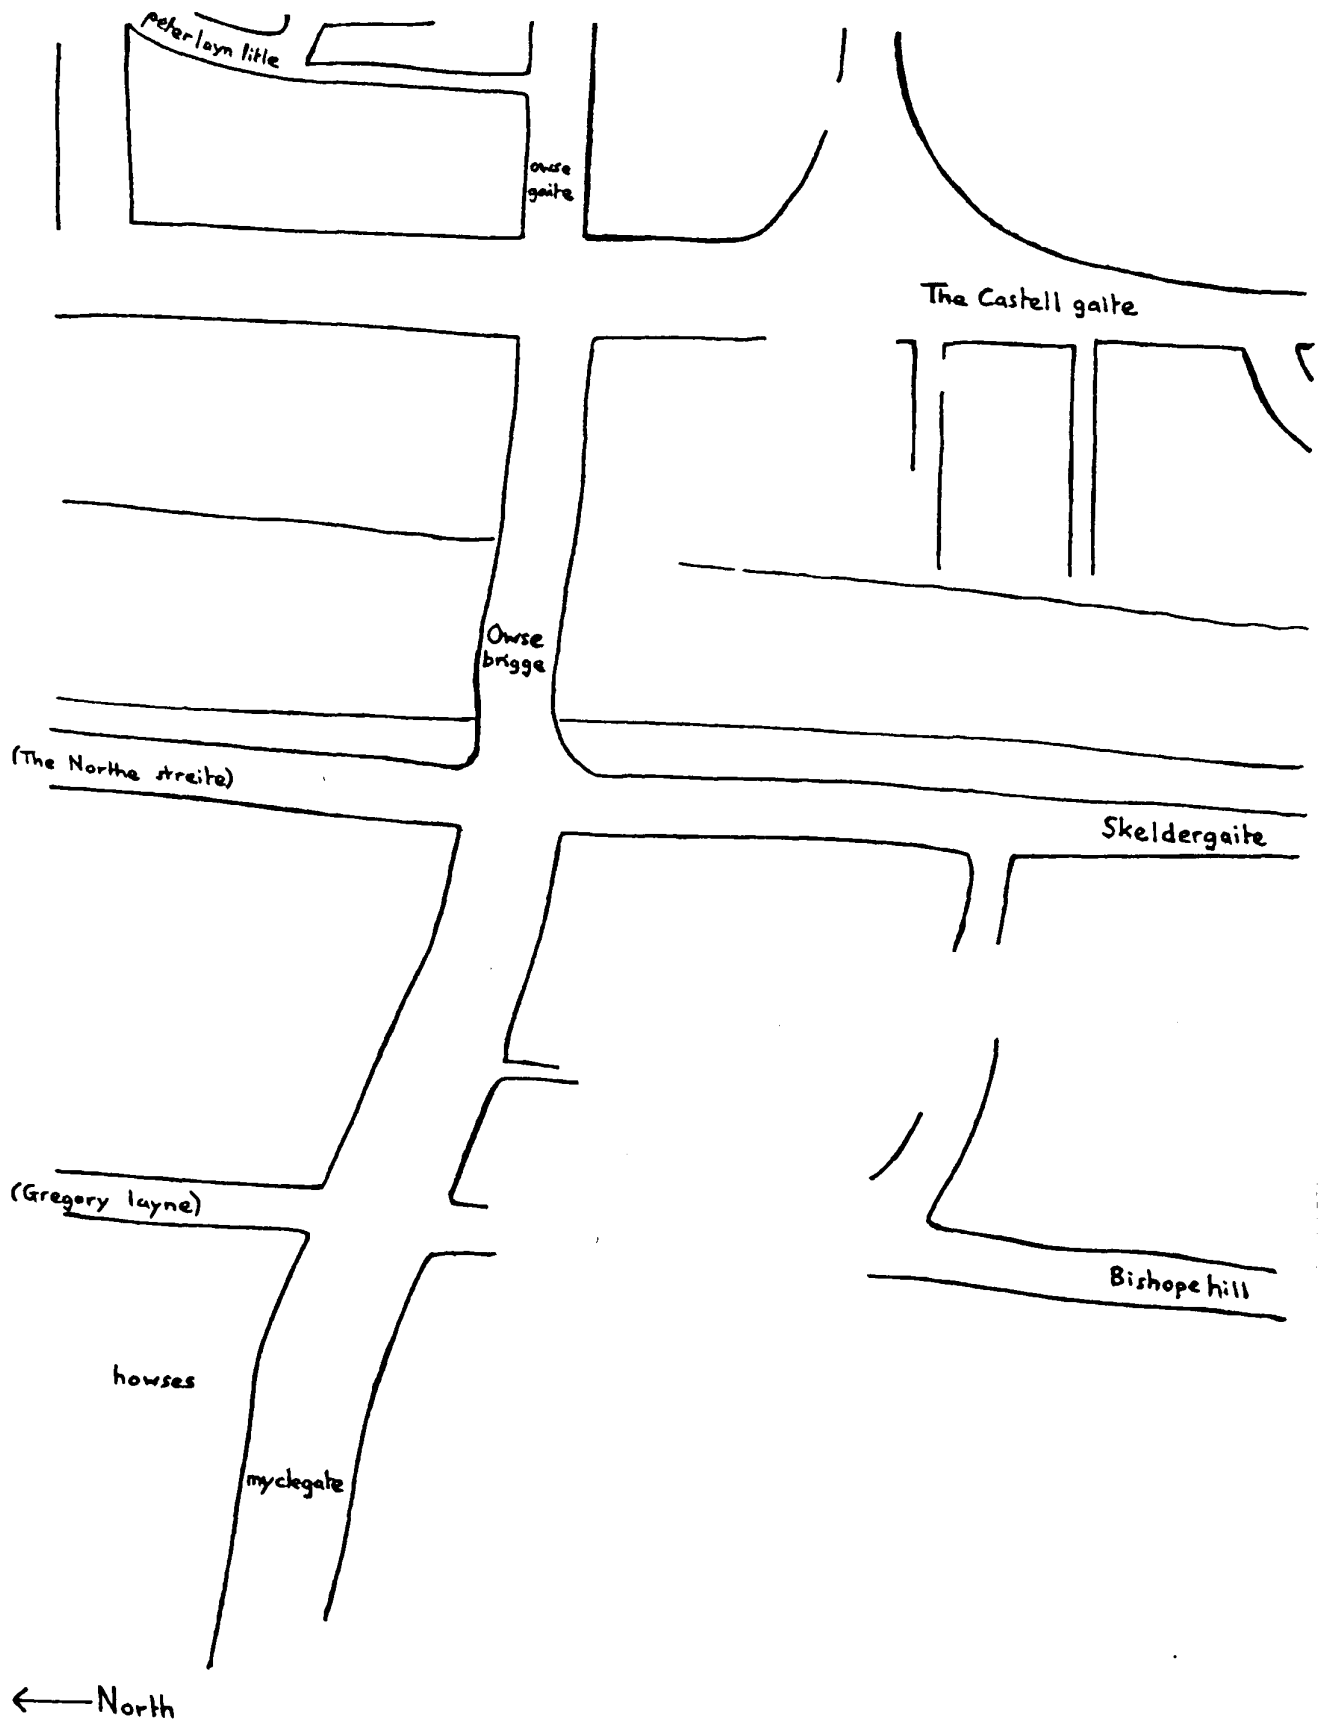 peter layn litle
owse
gaite
The Castell gaite
Owse
brigge
(The Northe streite)
Skeldergaite
(Gregory layne)
Bishope hill
howses
myclegate
North